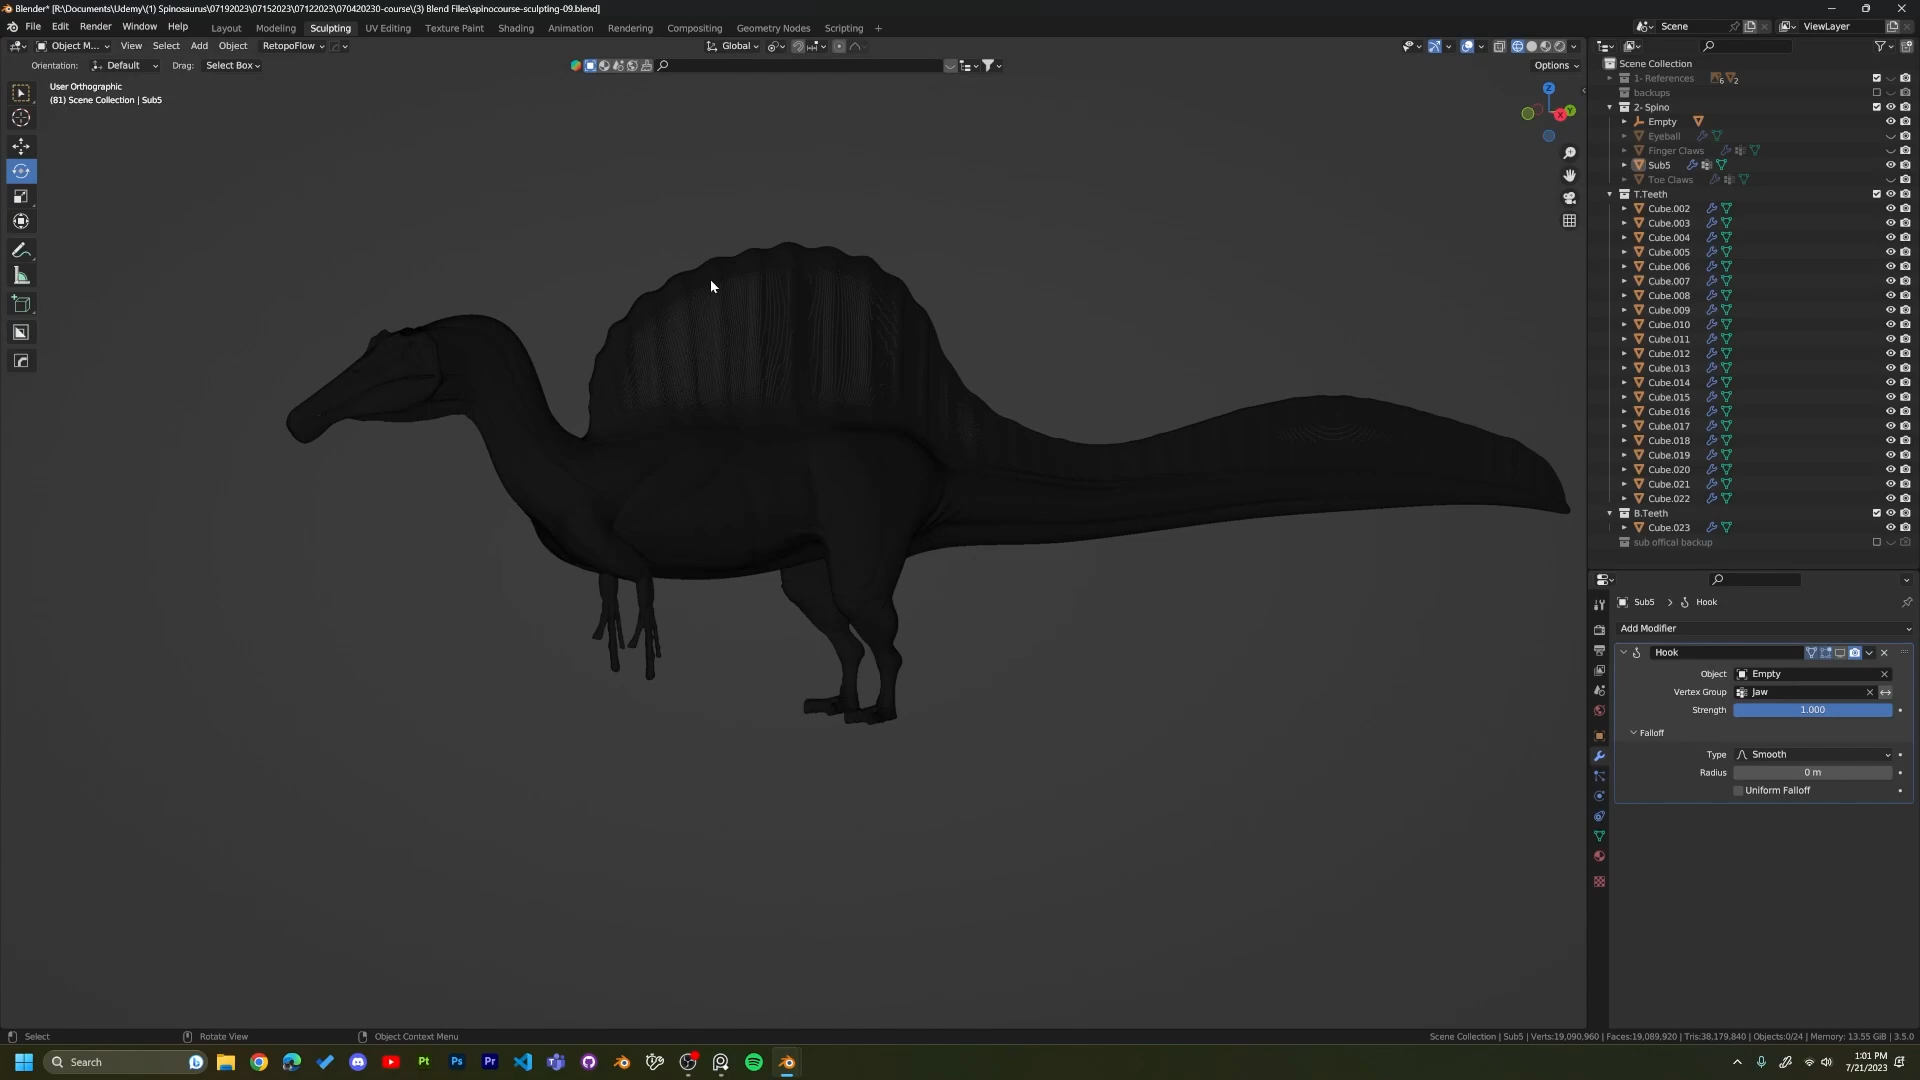 Blender* [R:\Documents\Udemy\(1) Spinosaurus\07192023\07152023\07122023\070420230-course\(3) Blend Files\spinocourse-sculpting-09.blend]
File Edit Render Window Help Layout Modeling Sculpting UV Editing Texture Paint Shading Animation Rendering Compositing Geometry Nodes Scripting + Scene ViewLayer
Object M... View Select Add Object RetopoFlow Global
Orientation: Default Drag: Select Box Options
User Orthographic
(81) Scene Collection | Sub5
Z
Y
X
Scene Collection
1- References 6 2
backups
2- Spino
Empty
Eyeball
Finger Claws
Sub5
Toe Claws
T.Teeth
Cube.002
Cube.003
Cube.004
Cube.005
Cube.006
Cube.007
Cube.008
Cube.009
Cube.010
Cube.011
Cube.012
Cube.013
Cube.014
Cube.015
Cube.016
Cube.017
Cube.018
Cube.019
Cube.020
Cube.021
Cube.022
B.Teeth
Cube.023
sub offical backup
Sub5 > Hook
Add Modifier
Hook
Object Empty
Vertex Group Jaw
Strength 1.000
Falloff
Type Smooth
Radius 0 m
Uniform Falloff
Select Rotate View Object Context Menu Scene Collection | Sub5 | Verts:19,090,960 | Faces:19,089,920 | Tris:38,179,840 | Objects:0/24 | Memory: 13.55 GiB | 3.5.0
Search Pt Ps Pr 1:01 PM
7/21/2023